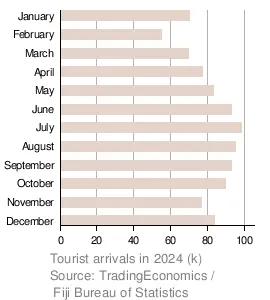 January
February
March
April
May
June
July
August
September
October
November
December
0 20 40 60 80 100
Tourist arrivals in 2024 (k)
Source: TradingEconomics /
Fiji Bureau of Statistics